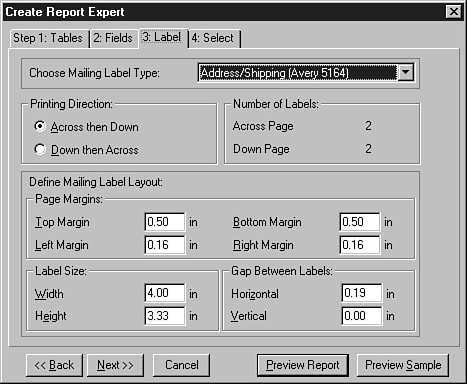 Create Report Expert
Step 1: Tables 2: Fields 3: Label 4: Select
Choose Mailing Label Type: Address/Shipping (Avery 5164)
Printing Direction:
Across then Down
Down then Across
Number of Labels:
Across Page 2
Down Page 2
Define Mailing Label Layout:
Page Margins:
Top Margin 0.50 in Bottom Margin 0.50 in
Left Margin 0.16 in Right Margin 0.16 in
Label Size:
Width 4.00 in
Height 3.33 in
Gap Between Labels:
Horizontal 0.19 in
Vertical 0.00 in
<< Back Next >> Cancel Preview Report Preview Sample